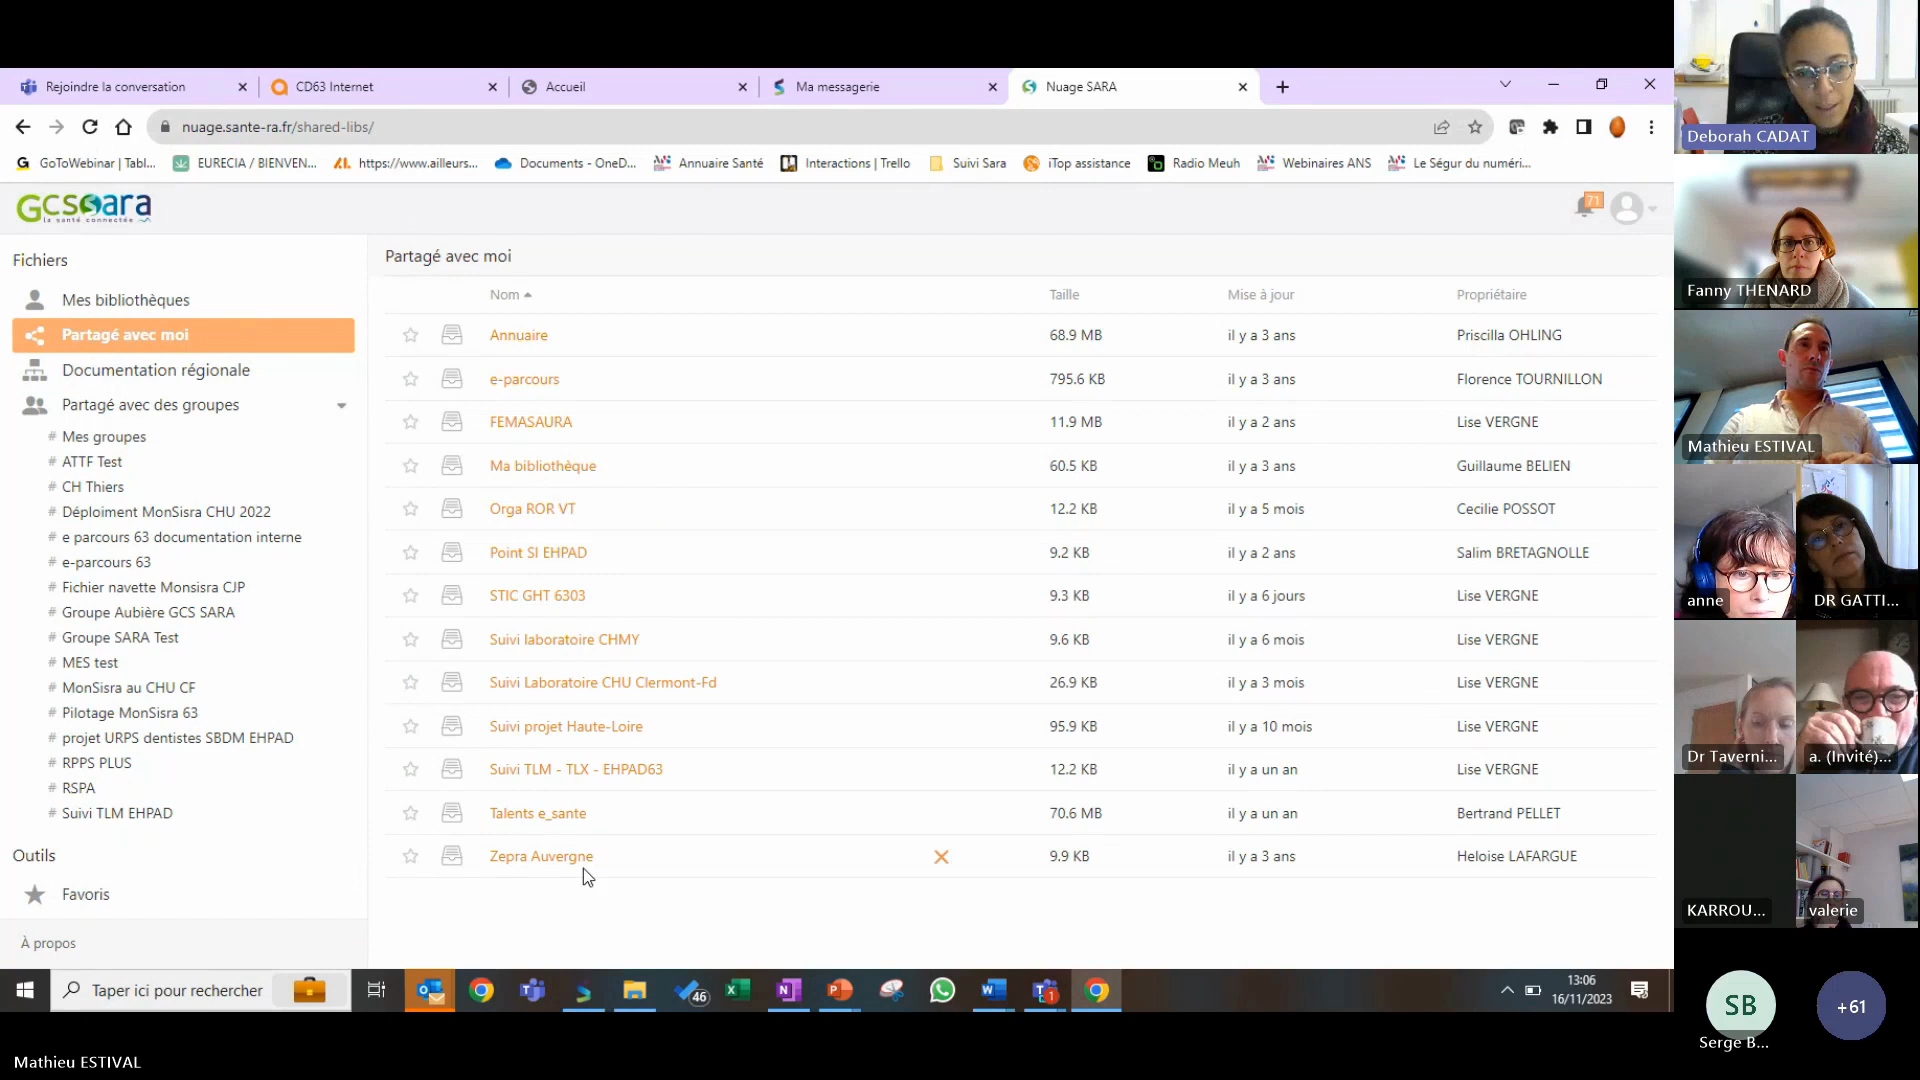 Rejoindre la conversation
CD63 Internet
Accueil
Ma messagerie
Nuage SARA
nuage.sante-ra.fr/shared-libs/
GoToWebinar | Tabl...
EURECIA / BIENVEN...
https://www.ailleurs...
Documents - OneD...
Annuaire Santé
Interactions | Trello
Suivi Sara
iTop assistance
Radio Meuh
Webinaires ANS
Le Ségur du numéri...
GCSsara
la santé connectée
71
Fichiers
Mes bibliothèques
Partagé avec moi
Documentation régionale
Partagé avec des groupes
# Mes groupes
# ATTF Test
# CH Thiers
# Déploiment MonSisra CHU 2022
# e parcours 63 documentation interne
# e-parcours 63
# Fichier navette Monsisra CJP
# Groupe Aubière GCS SARA
# Groupe SARA Test
# MES test
# MonSisra au CHU CF
# Pilotage MonSisra 63
# projet URPS dentistes SBDM EHPAD
# RPPS PLUS
# RSPA
# Suivi TLM EHPAD
Outils
Favoris
À propos
Partagé avec moi
Nom Taille Mise à jour Propriétaire
Annuaire 68.9 MB il y a 3 ans Priscilla OHLING
e-parcours 795.6 KB il y a 3 ans Florence TOURNILLON
FEMASAURA 11.9 MB il y a 2 ans Lise VERGNE
Ma bibliothèque 60.5 KB il y a 3 ans Guillaume BELIEN
Orga ROR VT 12.2 KB il y a 5 mois Cecilie POSSOT
Point SI EHPAD 9.2 KB il y a 2 ans Salim BRETAGNOLLE
STIC GHT 6303 9.3 KB il y a 6 jours Lise VERGNE
Suivi laboratoire CHMY 9.6 KB il y a 6 mois Lise VERGNE
Suivi Laboratoire CHU Clermont-Fd 26.9 KB il y a 3 mois Lise VERGNE
Suivi projet Haute-Loire 95.9 KB il y a 10 mois Lise VERGNE
Suivi TLM - TLX - EHPAD63 12.2 KB il y a un an Lise VERGNE
Talents e_sante 70.6 MB il y a un an Bertrand PELLET
Zepra Auvergne 9.9 KB il y a 3 ans Heloise LAFARGUE
Taper ici pour rechercher
46
1
13:06
16/11/2023
Deborah CADAT
Fanny THENARD
Mathieu ESTIVAL
anne
DR GATTI...
Dr Taverni...
a. (Invité)...
KARROU...
valerie
SB
Serge B...
+61
Mathieu ESTIVAL